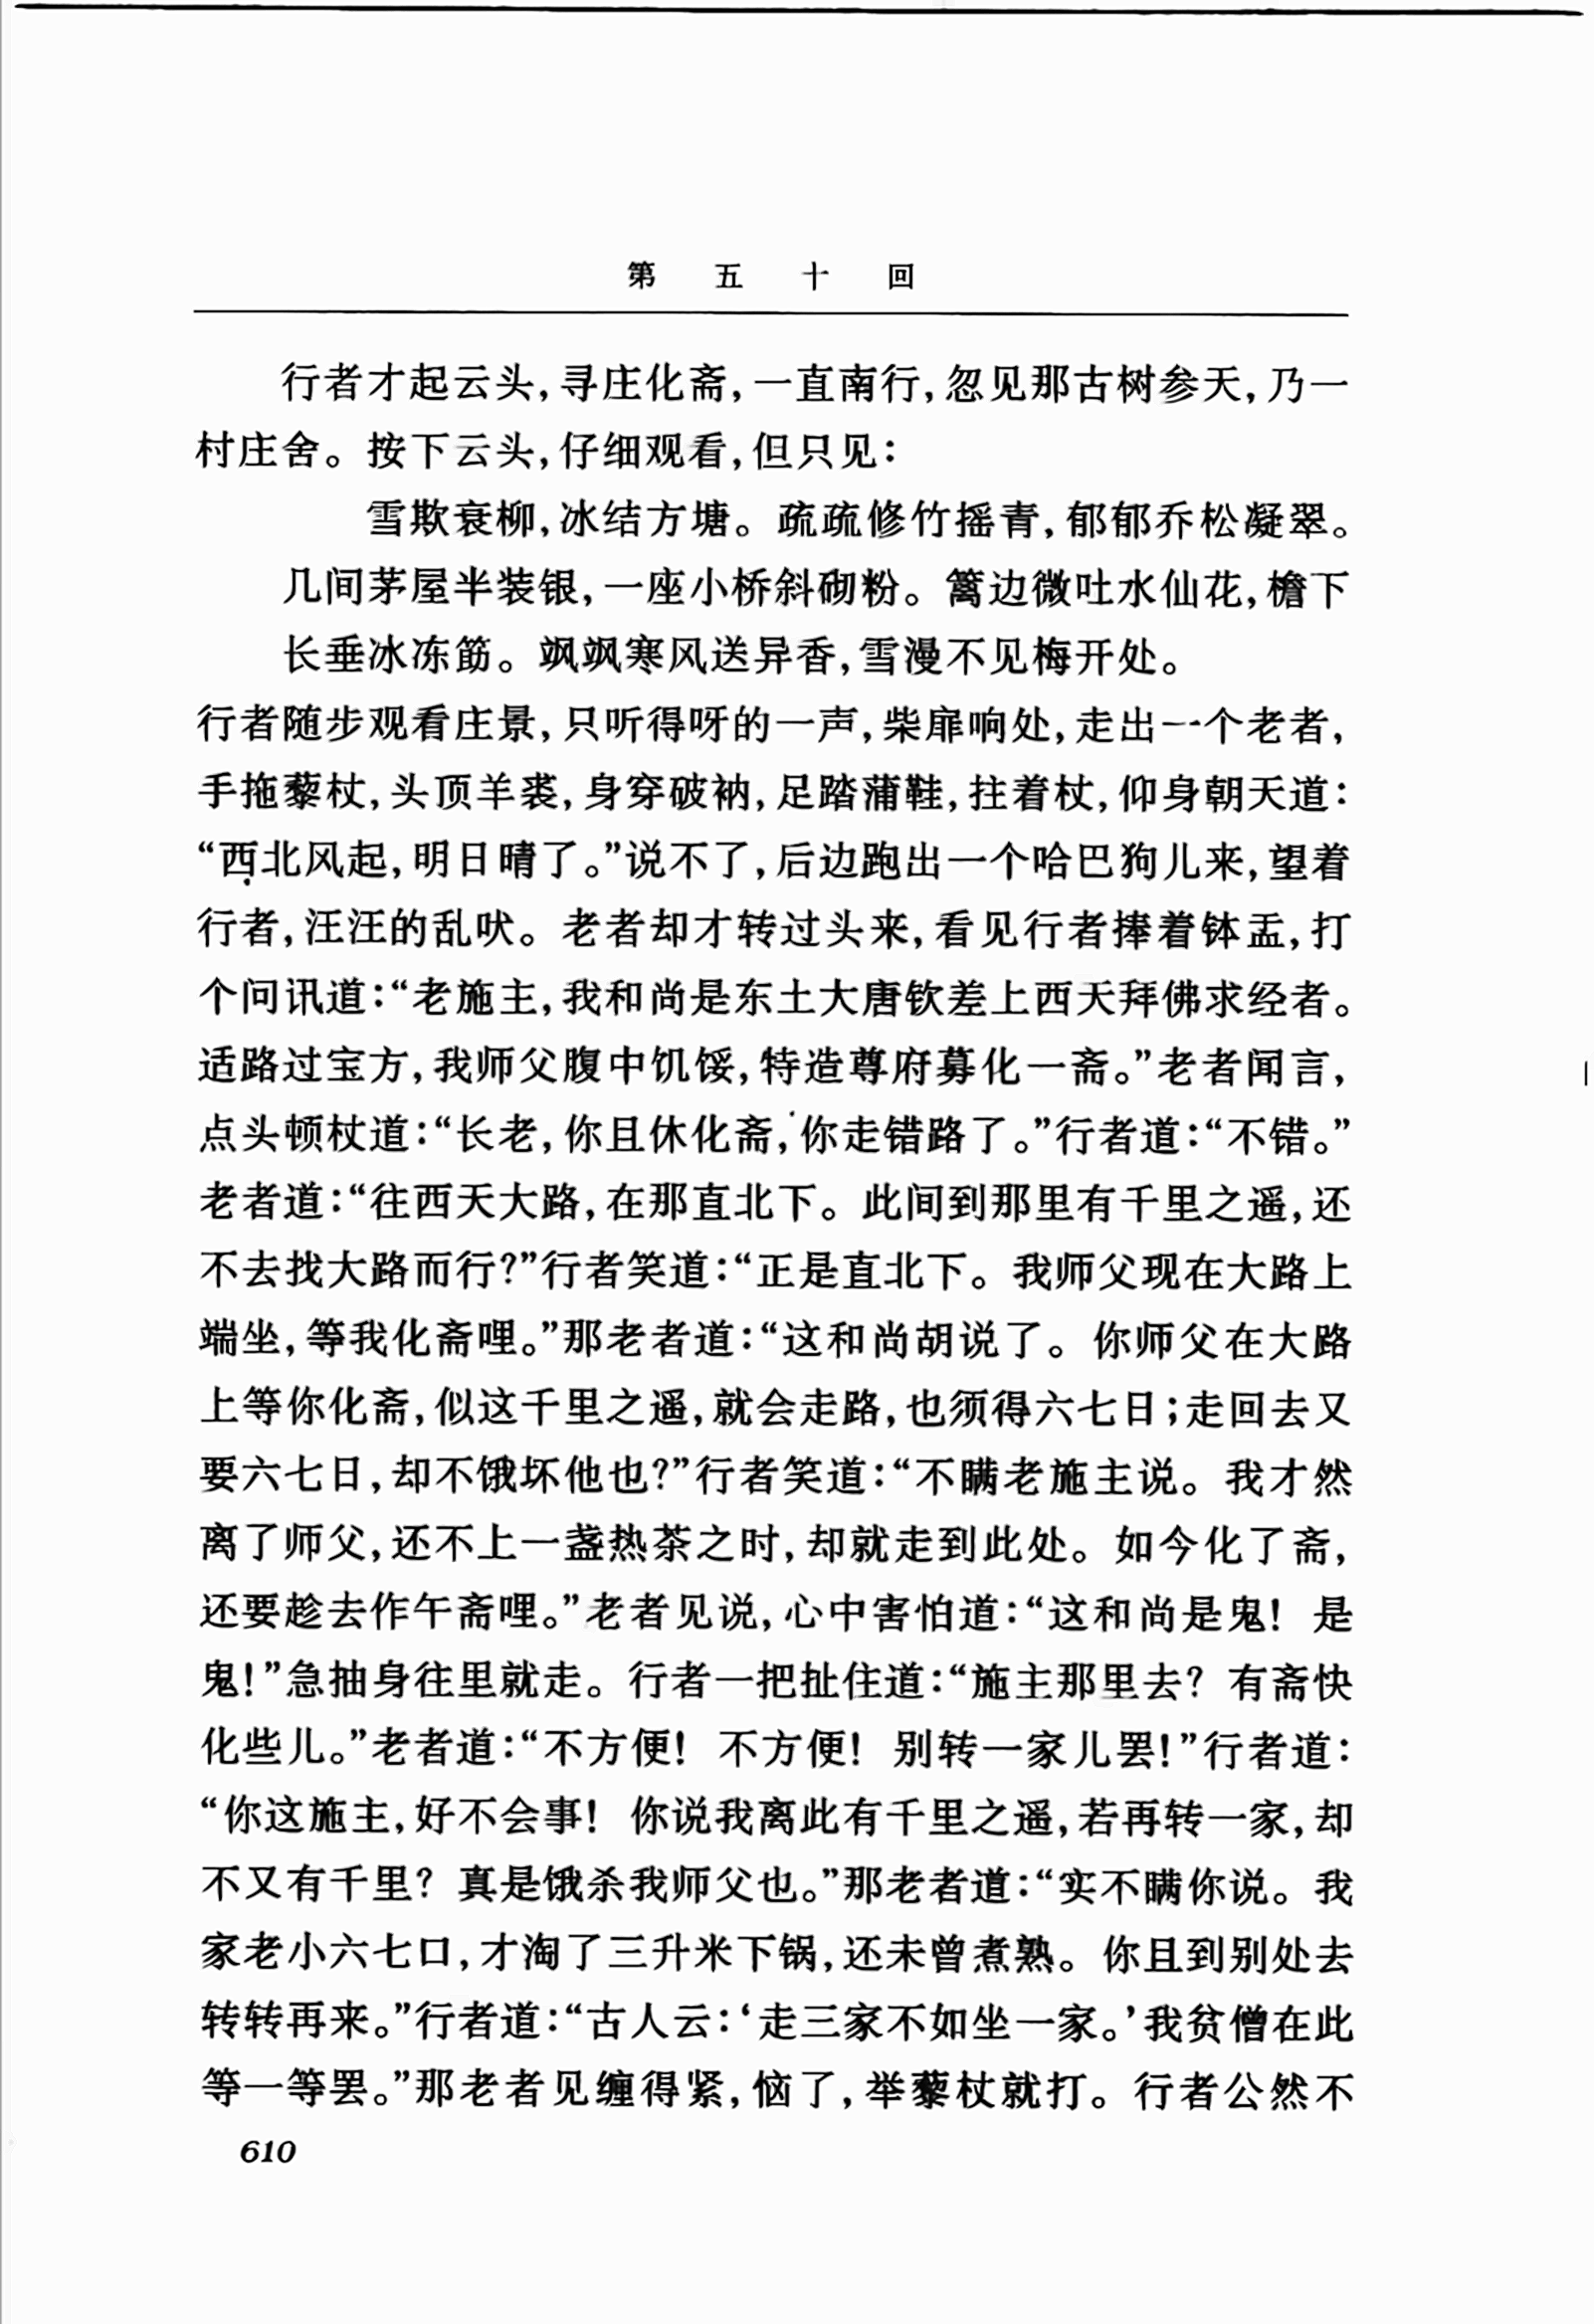 第五十回
行者才起云头,寻庄化斋,一直南行,忽见那古树参天,乃一
村庄舍。按下云头,仔细观看,但只见:
雪欺衰柳,冰结方塘。疏疏修竹摇青,郁郁乔松凝翠。
几间茅屋半装银,一座小桥斜砌粉。篱边微吐水仙花,檐下
长垂冰冻筯。飒飒寒风送异香,雪漫不见梅开处。
行者随步观看庄景,只听得呀的一声,柴扉响处,走出一个老者,
手拖藜杖,头顶羊裘,身穿破衲,足踏蒲鞋,拄着杖,仰身朝天道:
“西北风起,明日晴了。”说不了,后边跑出一个哈巴狗儿来,望着
行者,汪汪的乱吠。老者却才转过头来,看见行者捧着钵盂,打
个问讯道:“老施主,我和尚是东土大唐钦差上西天拜佛求经者。
适路过宝方,我师父腹中饥馁,特造尊府募化一斋。”老者闻言,
点头顿杖道:“长老,你且休化斋,你走错路了。”行者道:“不错。”
老者道:“往西天大路,在那直北下。此间到那里有千里之遥,还
不去找大路而行?”行者笑道:“正是直北下。我师父现在大路上
端坐,等我化斋哩。”那老者道:“这和尚胡说了。你师父在大路
上等你化斋,似这千里之遥,就会走路,也须得六七日;走回去又
要六七日,却不饿坏他也?”行者笑道:“不瞒老施主说。我才然
离了师父,还不上一盏热茶之时,却就走到此处。如今化了斋,
还要趁去作午斋哩。”老者见说,心中害怕道:“这和尚是鬼! 是
鬼!”急抽身往里就走。行者一把扯住道:“施主那里去? 有斋快
化些儿。”老者道:“不方便! 不方便! 别转一家儿罢!”行者道:
“你这施主,好不会事! 你说我离此有千里之遥,若再转一家,却
不又有千里? 真是饿杀我师父也。”那老者道:“实不瞒你说。我
家老小六七口,才淘了三升米下锅,还未曾煮熟。你且到别处去
转转再来。”行者道:“古人云:‘走三家不如坐一家。’我贫僧在此
等一等罢。”那老者见缠得紧,恼了,举藜杖就打。行者公然不
610